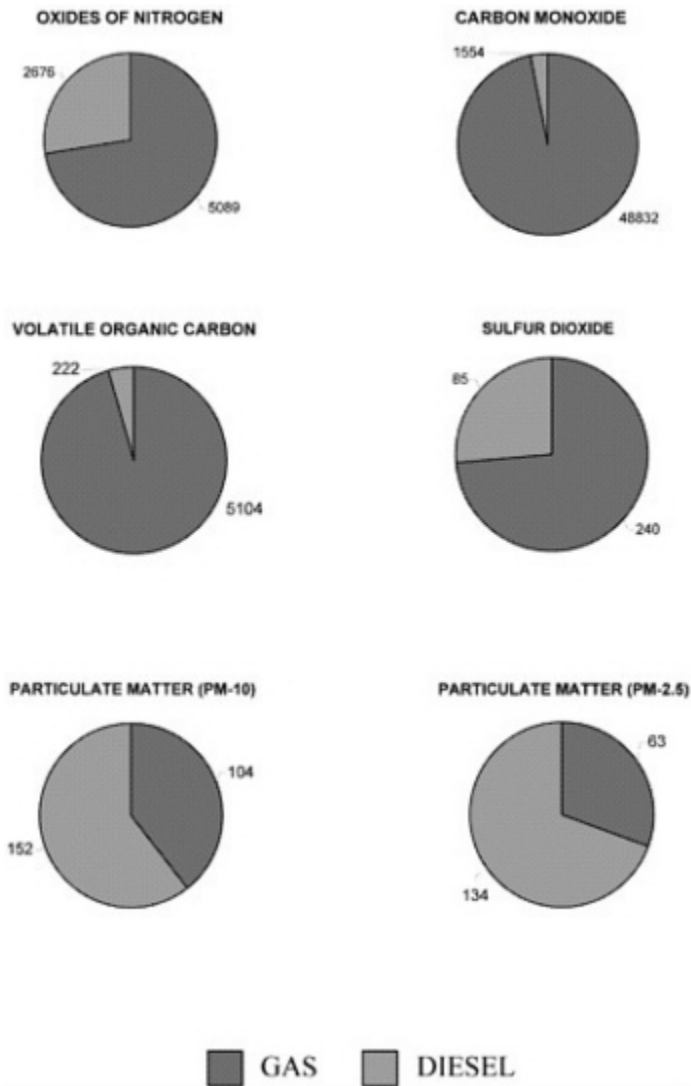 OXIDES OF NITROGEN
2676
5089
CARBON MONOXIDE
1554
48832
VOLATILE ORGANIC CARBON
222
5104
SULFUR DIOXIDE
85
240
PARTICULATE MATTER (PM-10)
104
152
PARTICULATE MATTER (PM-2.5)
63
134
GAS DIESEL